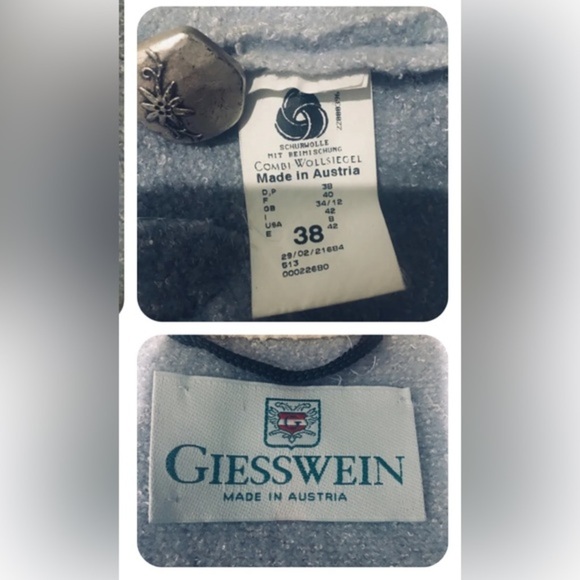 SCHURWOLLE
MIT BEIMISCHUNG
COMBI WOLLSIEGEL
Made in Austria
D,P 38
F 40
GB 34/12
I 42
USA 8
E 42
38
29/02/21684
513
00022680
GIESSWEIN
MADE IN AUSTRIA